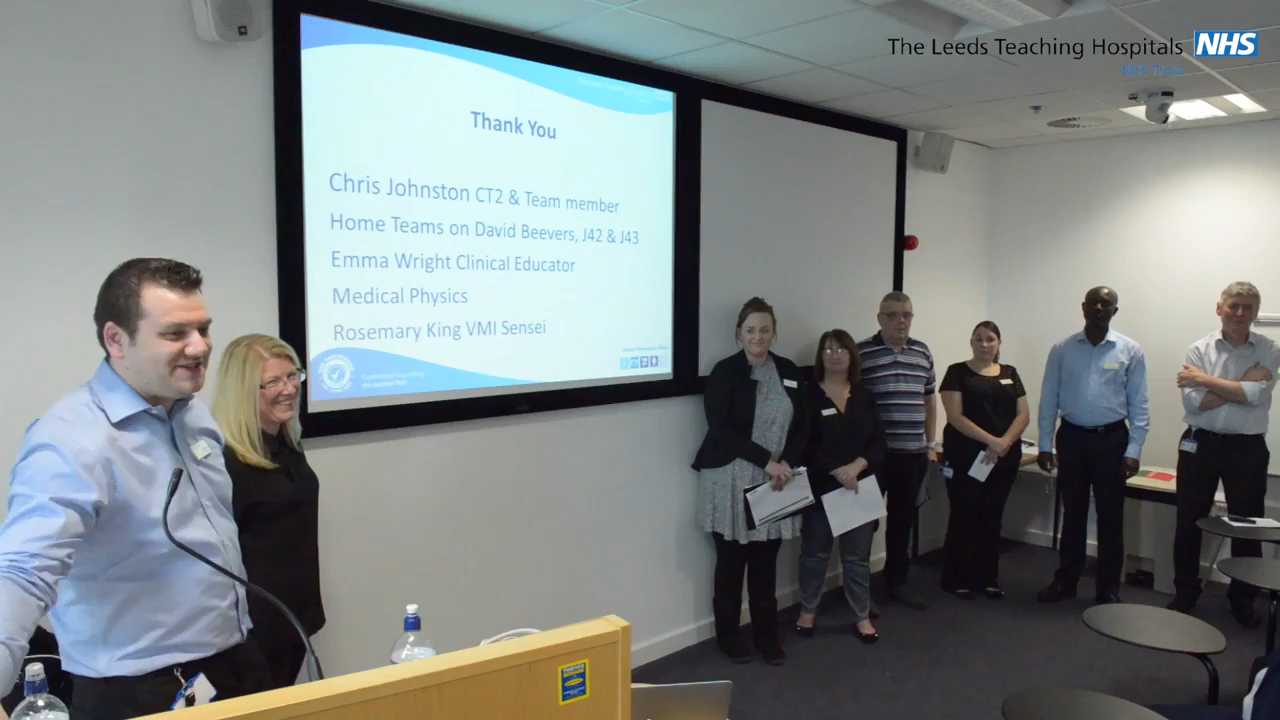 The Leeds Teaching Hospitals NHS
NHS Trust
Thank You
Chris Johnston CT2 & Team member
Home Teams on David Beevers, J42 & J43
Emma Wright Clinical Educator
Medical Physics
Rosemary King VMI Sensei